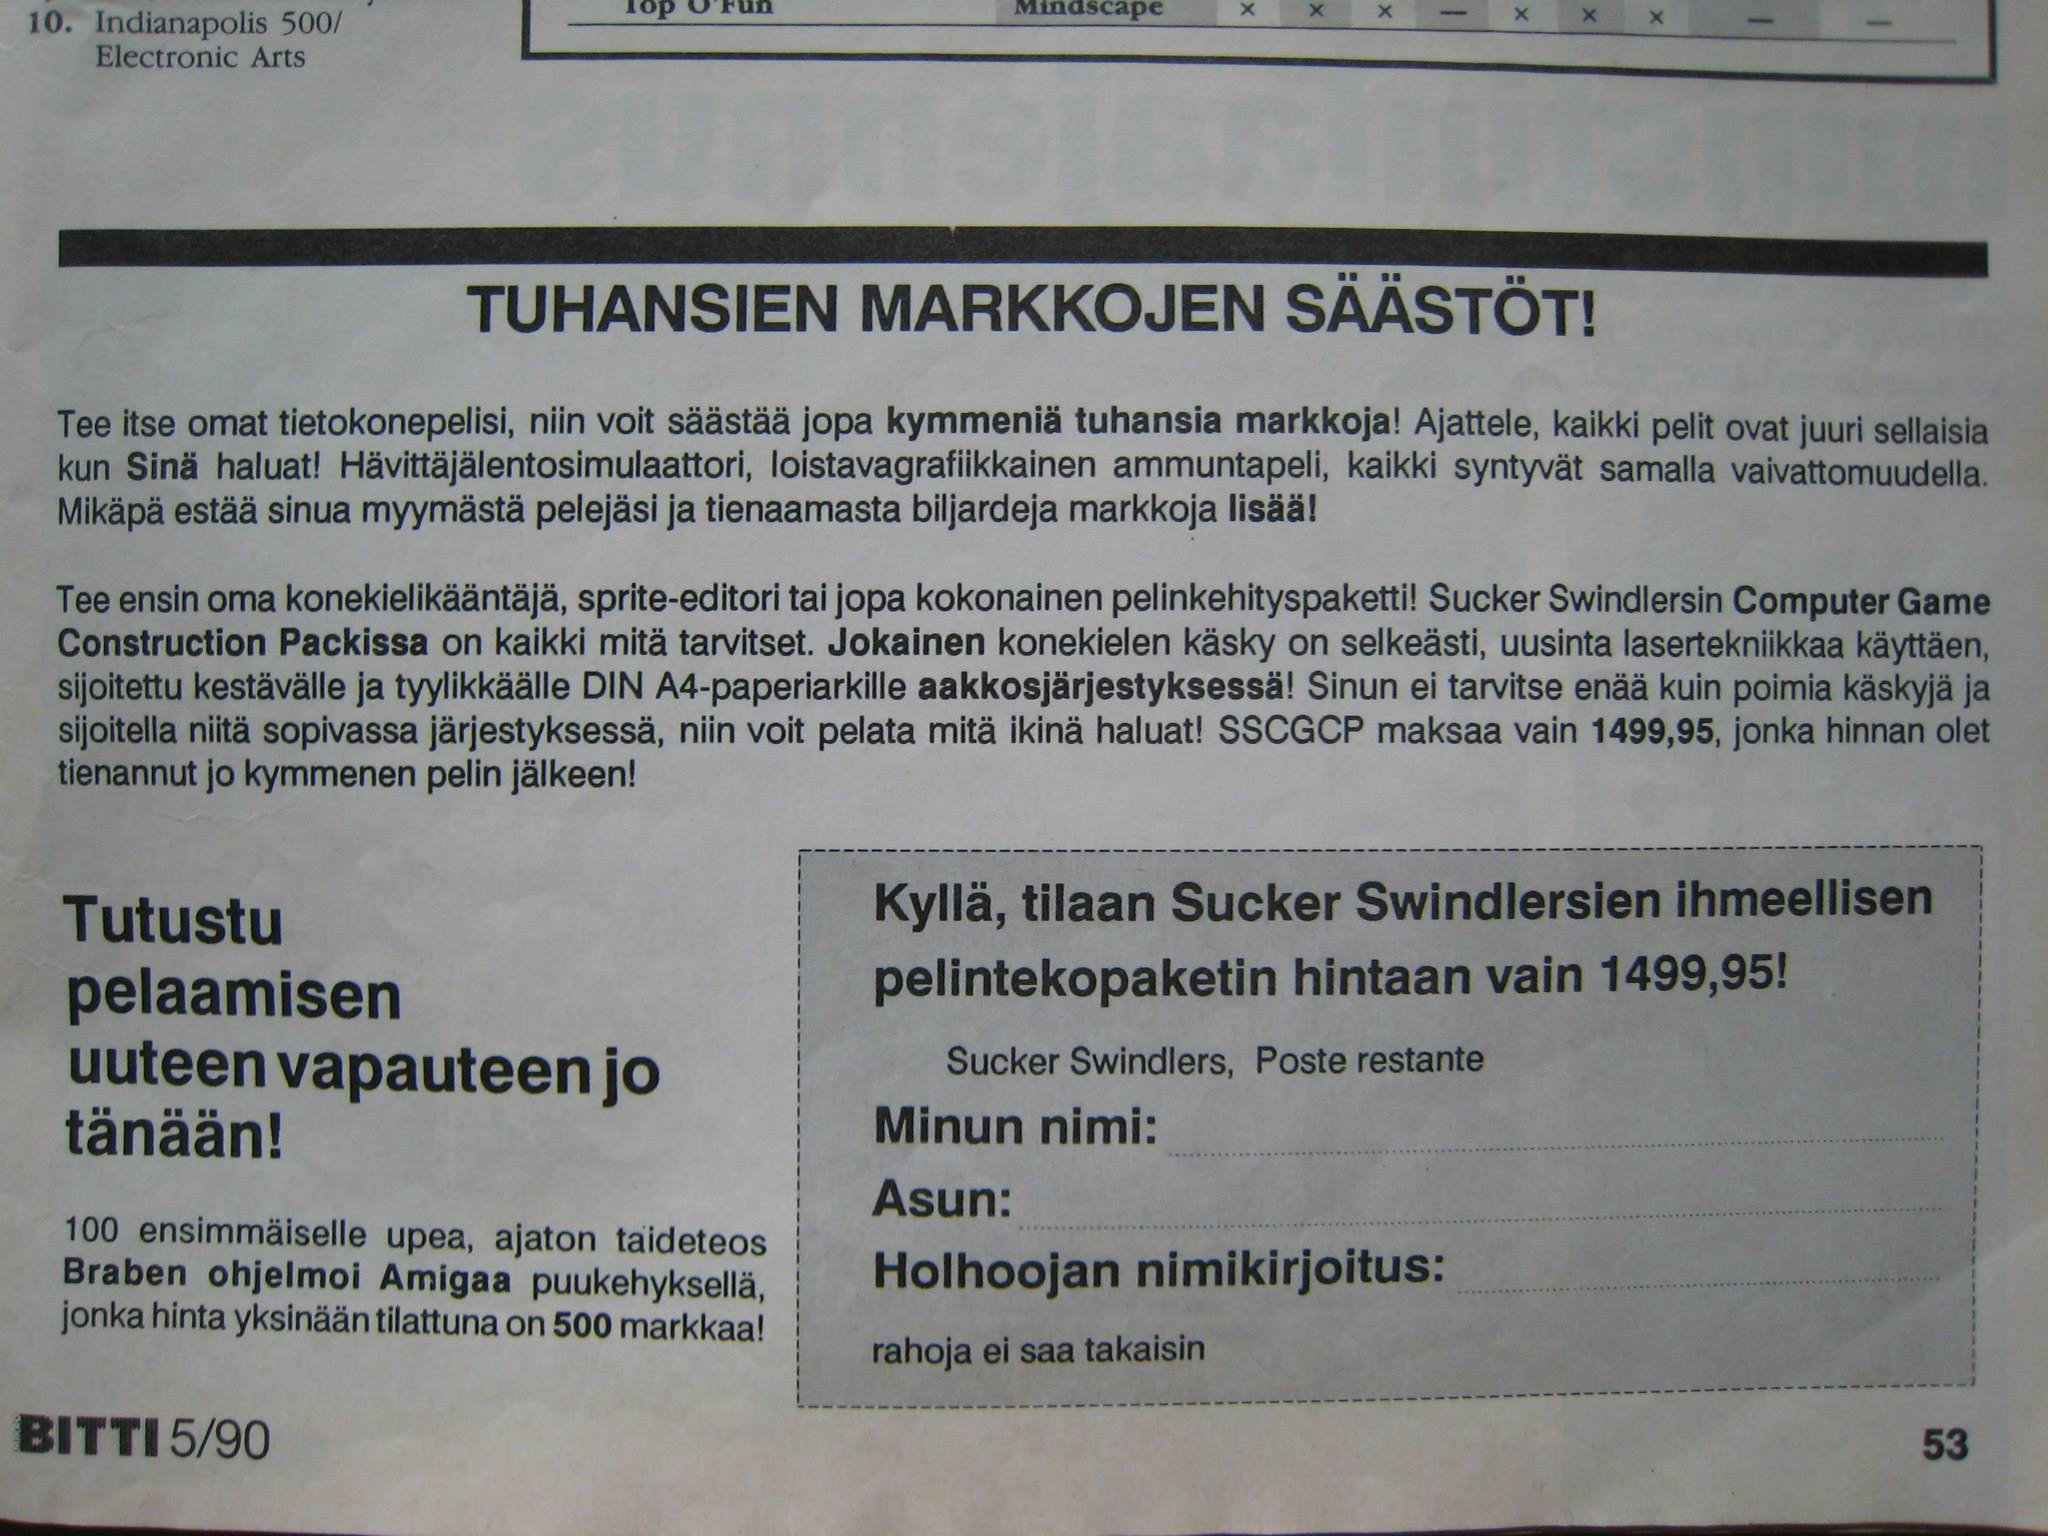 10. Indianapolis 500/
Electronic Arts
Top O'Fun Mindscape × × × — × × × — —
TUHANSIEN MARKKOJEN SÄÄSTÖT!
Tee itse omat tietokonepelisi, niin voit säästää jopa kymmeniä tuhansia markkoja! Ajattele, kaikki pelit ovat juuri sellaisia
kun Sinä haluat! Hävittäjälentosimulaattori, loistavagrafiikkainen ammuntapeli, kaikki syntyvät samalla vaivattomuudella.
Mikäpä estää sinua myymästä pelejäsi ja tienaamasta biljardeja markkoja lisää!
Tee ensin oma konekielikääntäjä, sprite-editori tai jopa kokonainen pelinkehityspaketti! Sucker Swindlersin Computer Game
Construction Packissa on kaikki mitä tarvitset. Jokainen konekielen käsky on selkeästi, uusinta lasertekniikkaa käyttäen,
sijoitettu kestävälle ja tyylikkäälle DIN A4-paperiarkille aakkosjärjestyksessä! Sinun ei tarvitse enää kuin poimia käskyjä ja
sijoitella niitä sopivassa järjestyksessä, niin voit pelata mitä ikinä haluat! SSCGCP maksaa vain 1499,95, jonka hinnan olet
tienannut jo kymmenen pelin jälkeen!
Tutustu
pelaamisen
uuteen vapauteen jo
tänään!
100 ensimmäiselle upea, ajaton taideteos
Braben ohjelmoi Amigaa puukehyksellä,
jonka hinta yksinään tilattuna on 500 markkaa!
Kyllä, tilaan Sucker Swindlersien ihmeellisen
pelintekopaketin hintaan vain 1499,95!
Sucker Swindlers, Poste restante
Minun nimi:
Asun:
Holhoojan nimikirjoitus:
rahoja ei saa takaisin
BITTI 5/90
53